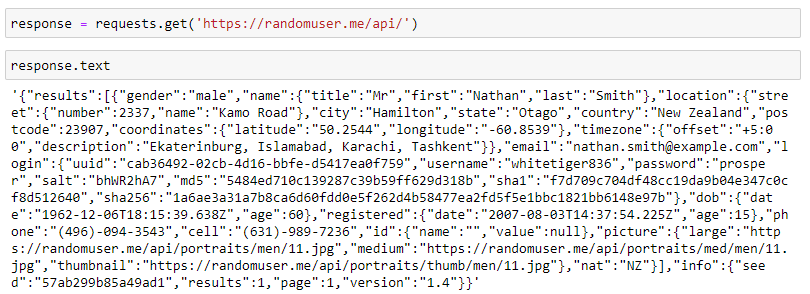 response = requests.get('https://randomuser.me/api/')
response.text
'{"results":[{"gender":"male","name":{"title":"Mr","first":"Nathan","last":"Smith"},"location":{"stre
et":{"number":2337,"name":"Kamo Road"},"city":"Hamilton","state":"Otago","country":"New Zealand","pos
tcode":23907,"coordinates":{"latitude":"50.2544","longitude":"-60.8539"},"timezone":{"offset":"+5:0
0","description":"Ekaterinburg, Islamabad, Karachi, Tashkent"}},"email":"nathan.smith@example.com","l
ogin":{"uuid":"cab36492-02cb-4d16-bbfe-d5417ea0f759","username":"whitetiger836","password":"prospe
r","salt":"bhWR2hA7","md5":"5484ed710c139287c39b59ff629d318b","sha1":"f7d709c704df48cc19da9b04e347c0c
f8d512640","sha256":"1a6ae3a31a7b8ca6d60fdd0e5f262d4b58477ea2fd5f5e1bbc1821bb6148e97b"},"dob":{"dat
e":"1962-12-06T18:15:39.638Z","age":60},"registered":{"date":"2007-08-03T14:37:54.225Z","age":15},"ph
one":"(496)-094-3543","cell":"(631)-989-7236","id":{"name":"","value":null},"picture":{"large":"http
s://randomuser.me/api/portraits/men/11.jpg","medium":"https://randomuser.me/api/portraits/med/men/11.
jpg","thumbnail":"https://randomuser.me/api/portraits/thumb/men/11.jpg"},"nat":"NZ"}],"info":{"see
d":"57ab299b85a49ad1","results":1,"page":1,"version":"1.4"}}'